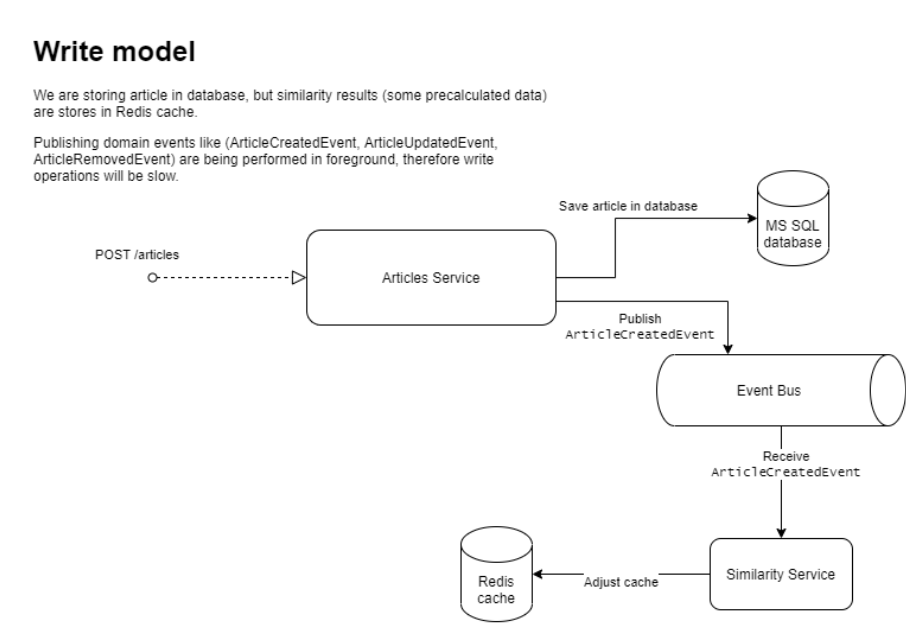 Write model
We are storing article in database, but similarity results (some precalculated data)
are stores in Redis cache.
Publishing domain events like (ArticleCreatedEvent, ArticleUpdatedEvent,
ArticleRemovedEvent) are being performed in foreground, therefore write
operations will be slow.
Save article in database
MS SQL
database
POST /articles
Articles Service
Publish
ArticleCreatedEvent
Event Bus
Receive
ArticleCreatedEvent
Redis
cache
Adjust cache
Similarity Service